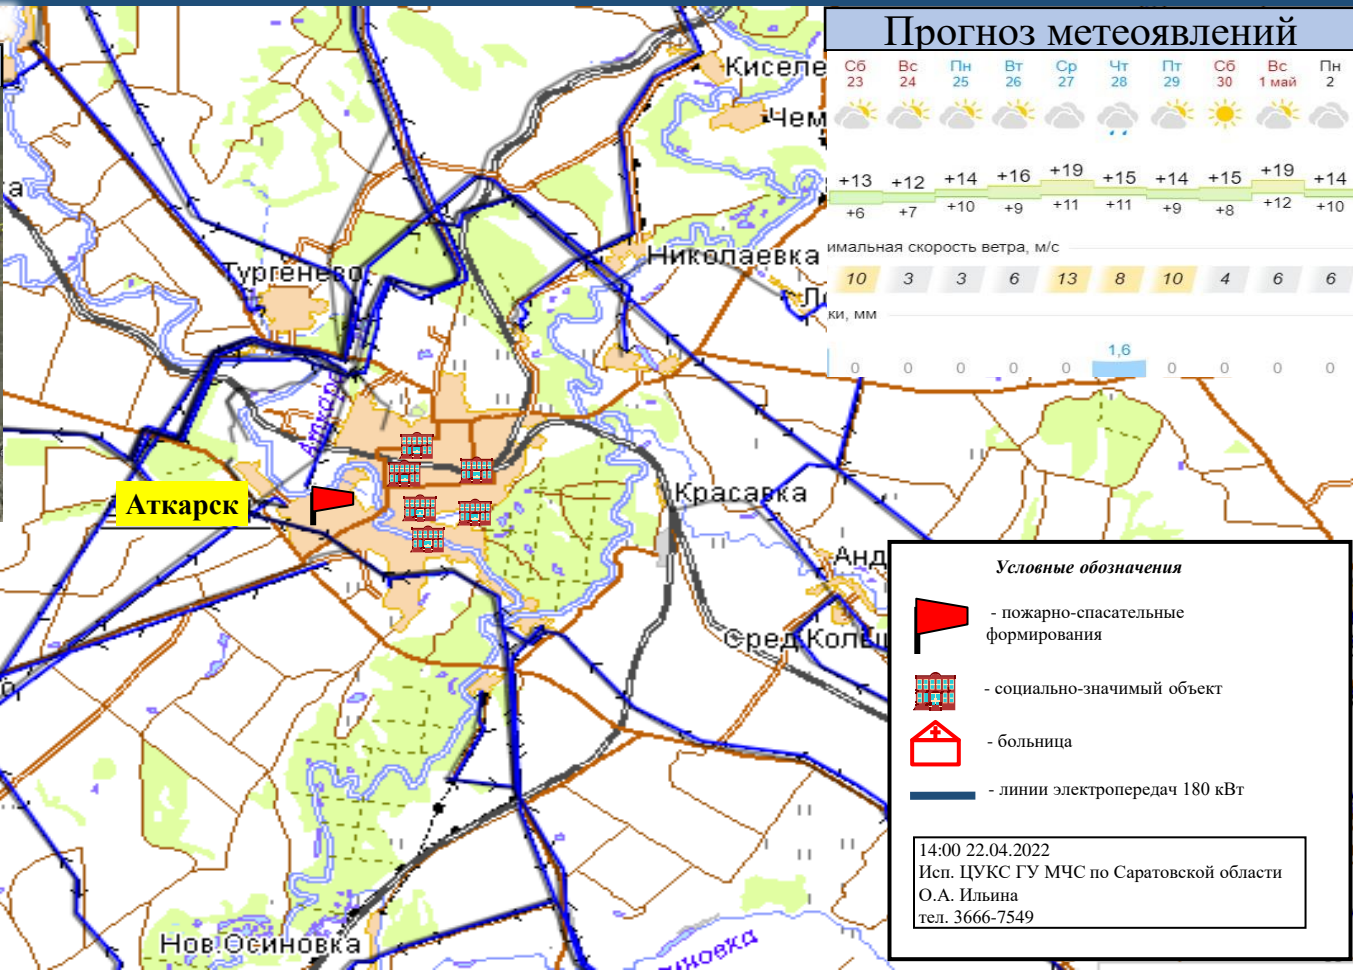 Прогноз метеоявлений
Сб Вс Пн Вт Ср Чт Пт Сб Вс Пн
23 24 25 26 27 28 29 30 1 май 2
+13 +12 +14 +16 +19 +15 +14 +15 +19 +14
+6 +7 +10 +9 +11 +11 +9 +8 +12 +10
имальная скорость ветра, м/с
10 3 3 6 13 8 10 4 6 6
ки, мм
1,6
0 0 0 0 0 0 0 0 0
Киселе
Чем
а
Николаевка
Тургенево
Л
Аткара
Аткарск
Красавка
Анд
Сред.Колы
о
Нов.Осиновка
иновка
Условные обозначения
- пожарно-спасательные
формирования
- социально-значимый объект
- больница
- линии электропередач 180 кВт
14:00 22.04.2022
Исп. ЦУКС ГУ МЧС по Саратовской области
О.А. Ильина
тел. 3666-7549